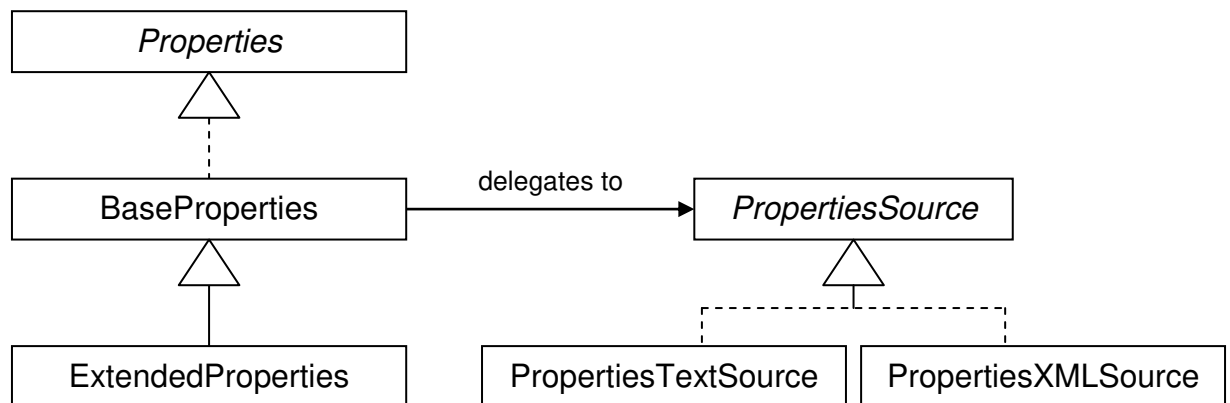 Properties
delegates to
BaseProperties
PropertiesSource
ExtendedProperties
PropertiesTextSource
PropertiesXMLSource